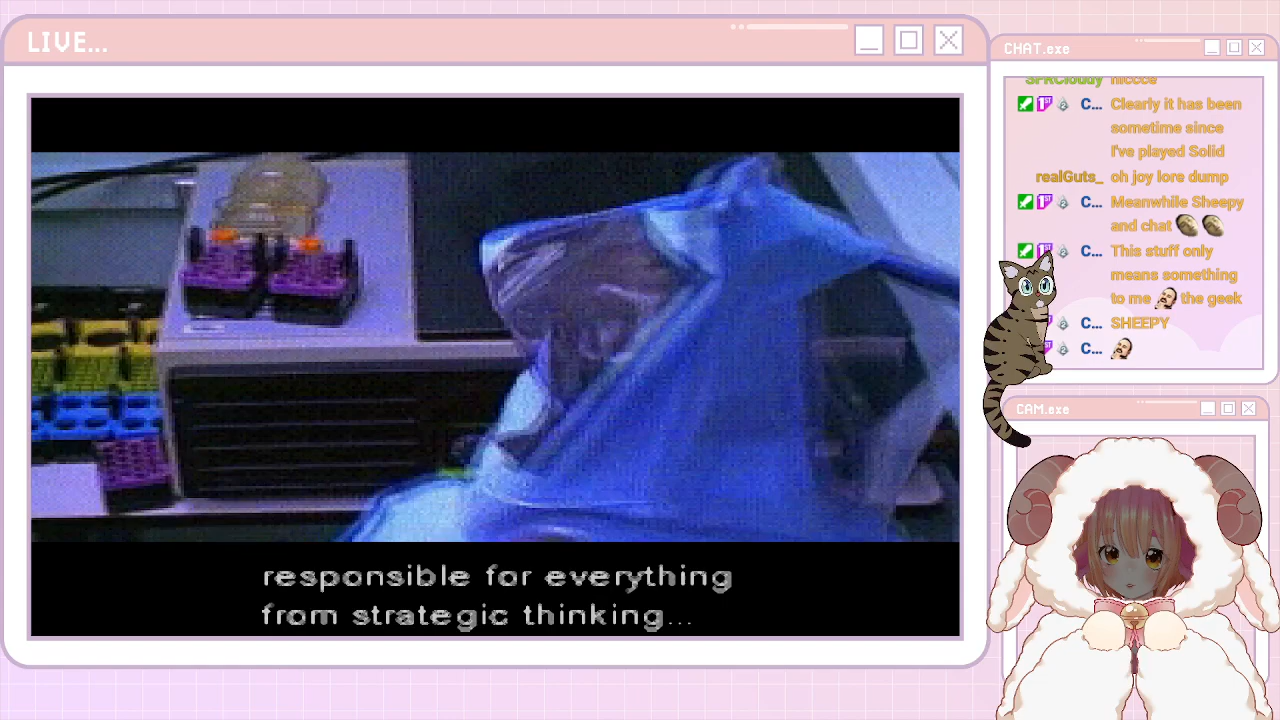 LIVE...
CHAT.exe
SPRCloudy niccce
C... Clearly it has been
sometime since
I've played Solid
realGuts_ oh joy lore dump
C... Meanwhile Sheepy
and chat
C... This stuff only
means something
to me the geek
C... SHEEPY
C...
responsible for everything
from strategic thinking...
CAM.exe